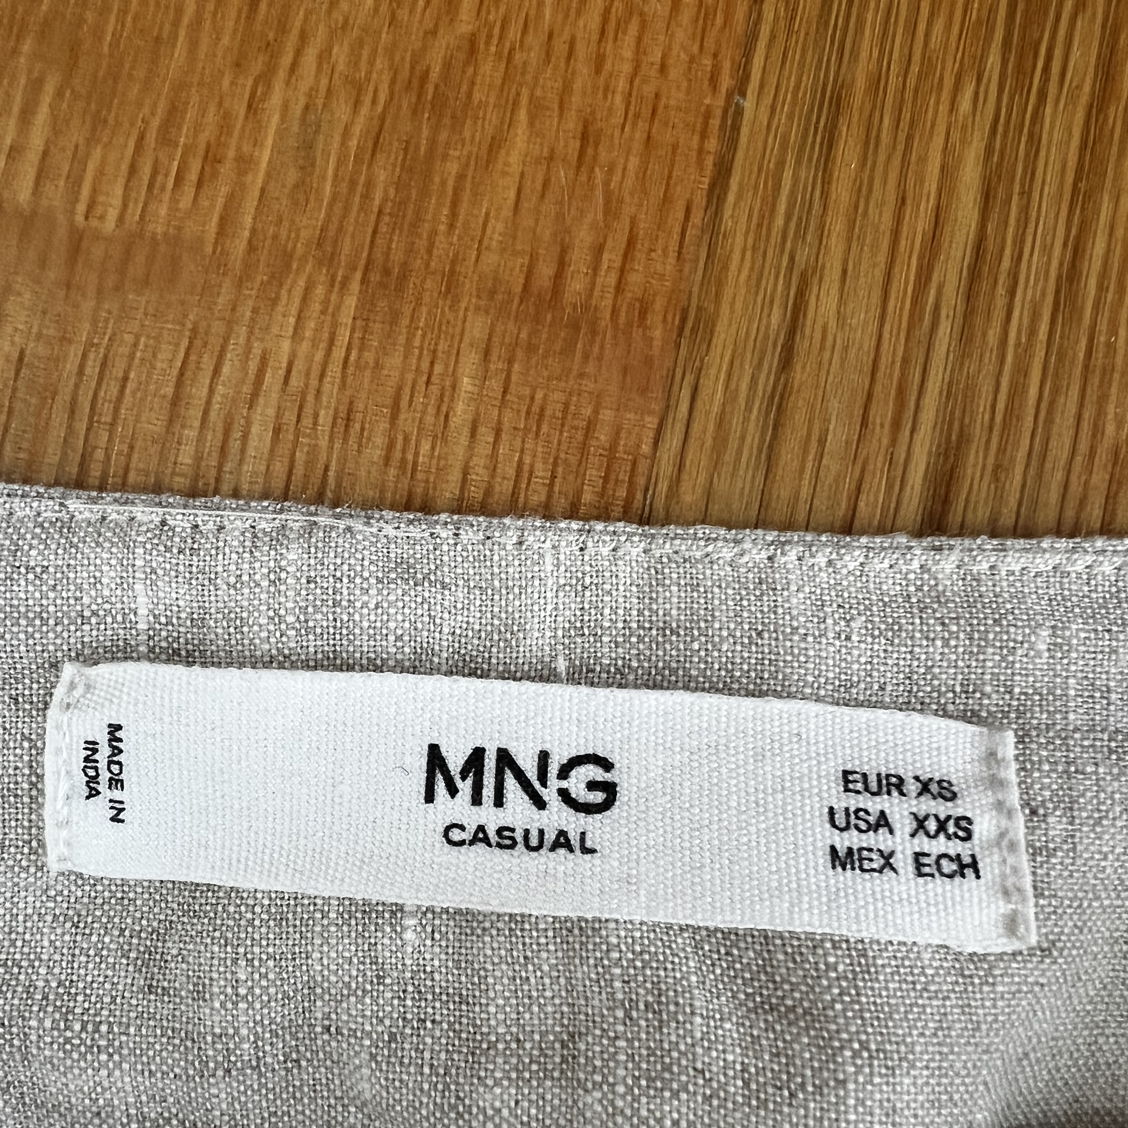 MADE IN
INDIA
MNG
CASUAL
EUR XS
USA XXS
MEX ECH